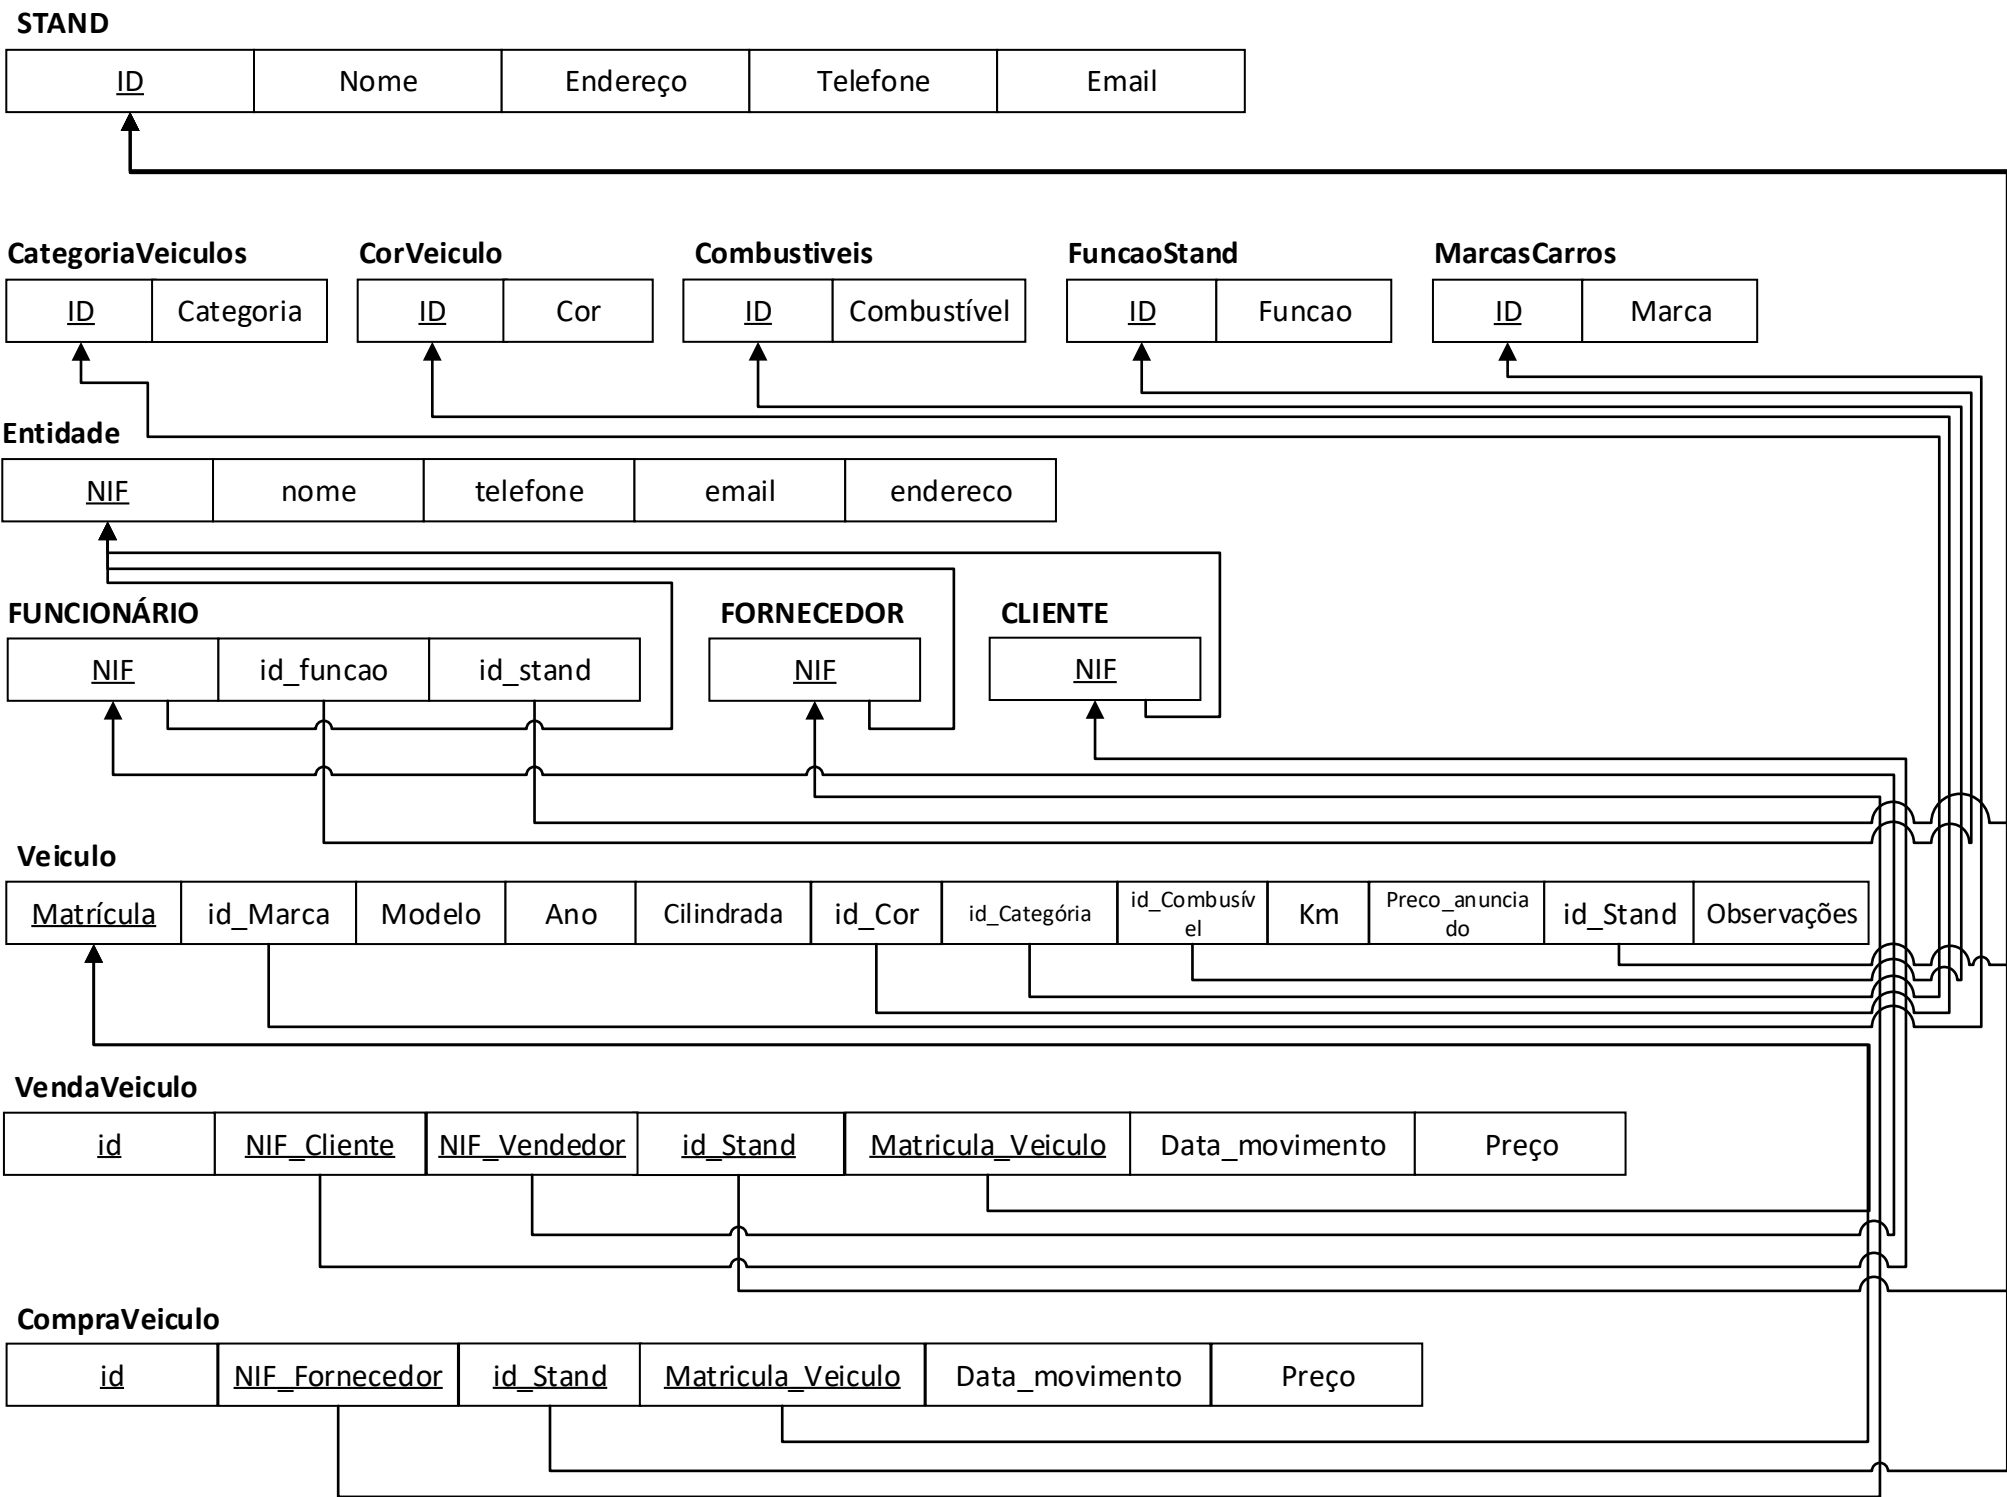 STAND
ID Nome Endereço Telefone Email
CategoriaVeiculos CorVeiculo Combustiveis FuncaoStand MarcasCarros
ID Categoria ID Cor ID Combustível ID Funcao ID Marca
Entidade
NIF nome telefone email endereco
FUNCIONÁRIO FORNECEDOR CLIENTE
NIF id_funcao id_stand NIF NIF
Veiculo
Matrícula id_Marca Modelo Ano Cilindrada id_Cor id_Categória id_Combusív
el Km Preco_anuncia
do id_Stand Observações
VendaVeiculo
id NIF_Cliente NIF_Vendedor id_Stand Matricula_Veiculo Data_movimento Preço
CompraVeiculo
id NIF_Fornecedor id_Stand Matricula_Veiculo Data_movimento Preço